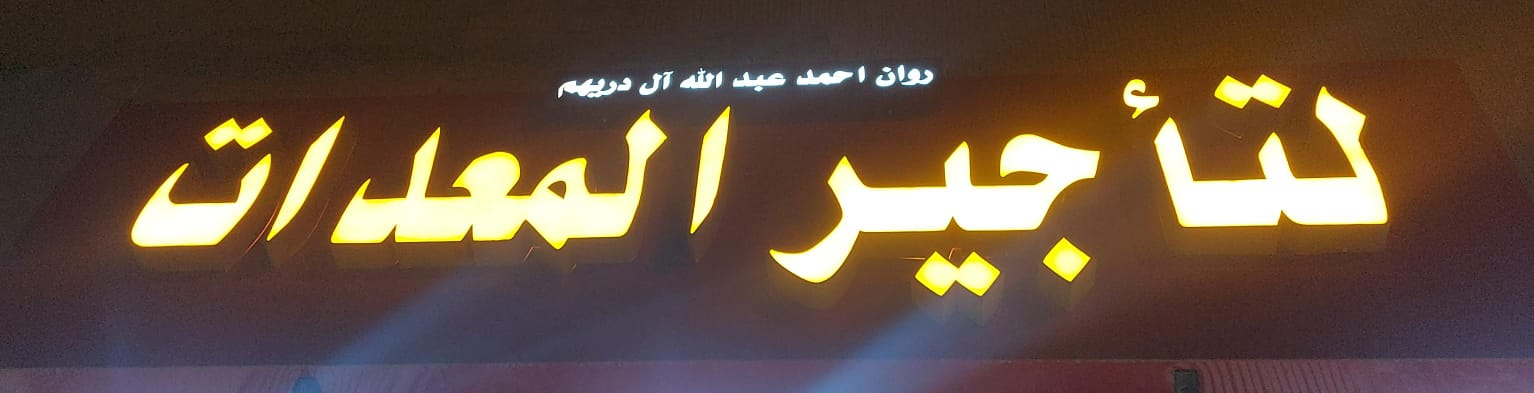 روان احمد عبد الله آل دريهم
لتأجير المعدات